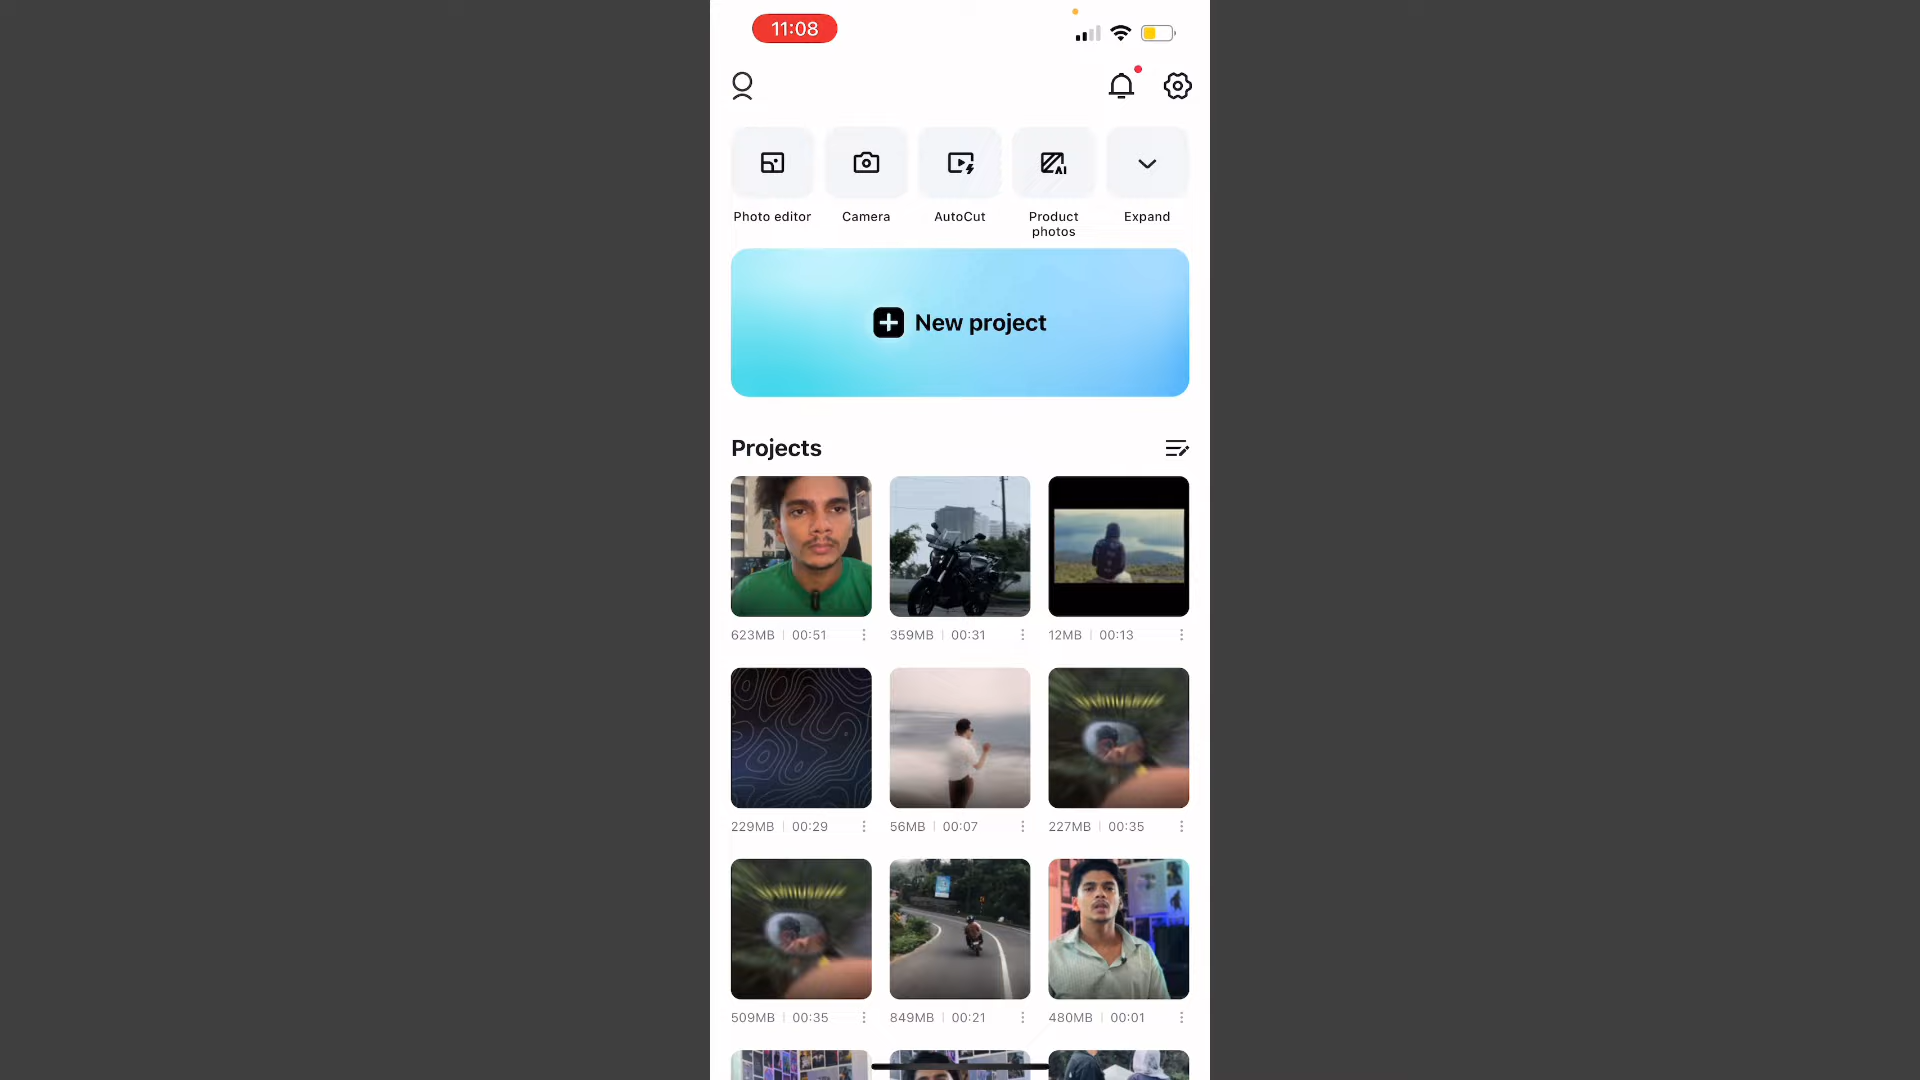 11:08
Photo editor
Camera
AutoCut
Product
photos
Expand
New project
Projects
623MB | 00:51
359MB | 00:31
12MB | 00:13
229MB | 00:29
56MB | 00:07
227MB | 00:35
509MB | 00:35
849MB | 00:21
480MB | 00:01